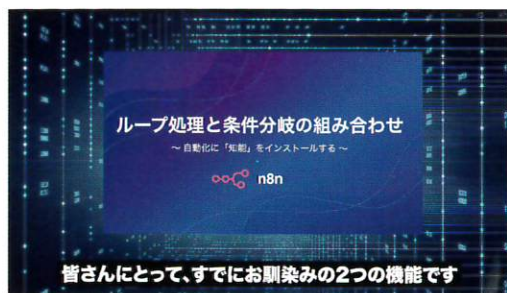 ループ処理と条件分岐の組み合わせ
～ 自動化に「知能」をインストールする ～
n8n
皆さんにとって、すでにお馴染みの2つの機能です